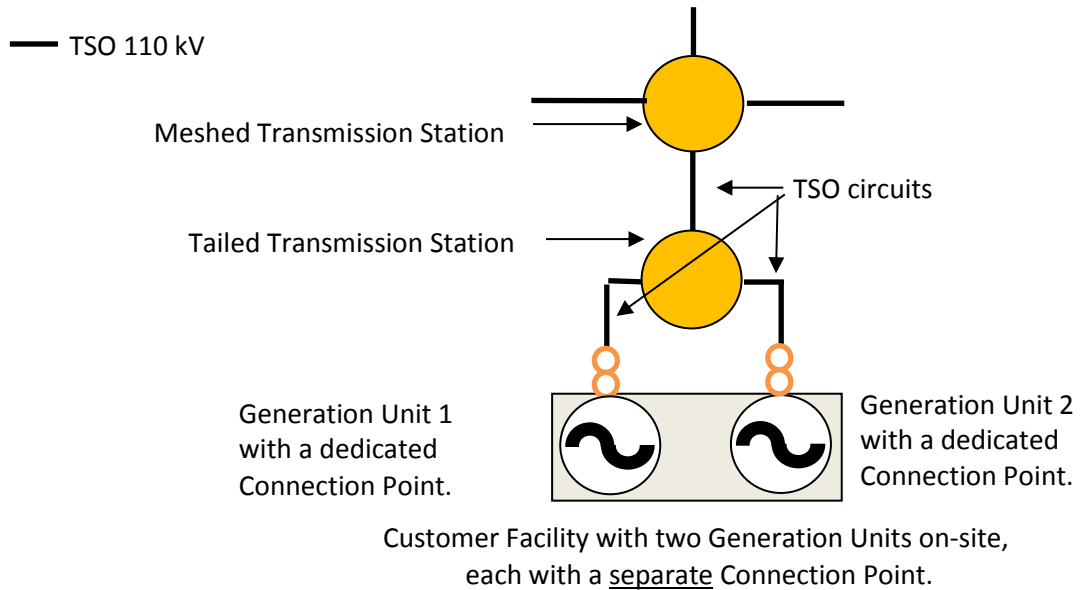 TSO 110 kV
Meshed Transmission Station
TSO circuits
Tailed Transmission Station
Generation Unit 1
with a dedicated
Connection Point.
Generation Unit 2
with a dedicated
Connection Point.
Customer Facility with two Generation Units on-site,
each with a separate Connection Point.